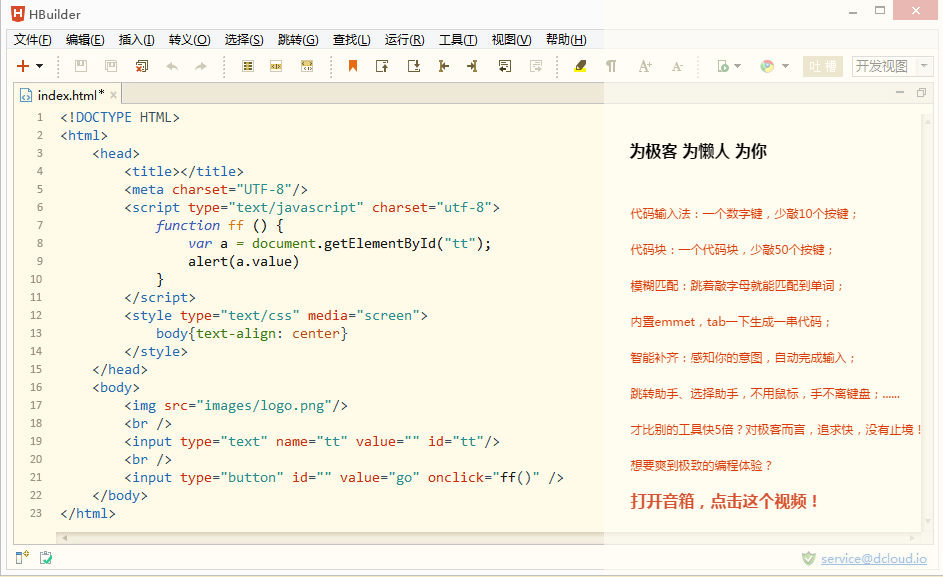 HBuilder
文件(F) 编辑(E) 插入(I) 转义(O) 选择(S) 跳转(G) 查找(L) 运行(R) 工具(T) 视图(V) 帮助(H)
吐槽 开发视图
index.html*
1 <!DOCTYPE HTML>
2 <html>
3 <head>
4 <title></title>
5 <meta charset="UTF-8"/>
6 <script type="text/javascript" charset="utf-8">
7 function ff () {
8 var a = document.getElementById("tt");
9 alert(a.value)
10 }
11 </script>
12 <style type="text/css" media="screen">
13 body{text-align: center}
14 </style>
15 </head>
16 <body>
17 <img src="images/logo.png"/>
18 <br />
19 <input type="text" name="tt" value="" id="tt"/>
20 <br />
21 <input type="button" id="" value="go" onclick="ff()" />
22 </body>
23 </html>
为极客 为懒人 为你
代码输入法：一个数字键，少敲10个按键；
代码块：一个代码块，少敲50个按键；
模糊匹配：跳着敲字母就能匹配到单词；
内置emmet，tab一下生成一串代码；
智能补齐：感知你的意图，自动完成输入；
跳转助手、选择助手，不用鼠标，手不离键盘；......
才比别的工具快5倍？对极客而言，追求快，没有止境！
想要爽到极致的编程体验？
打开音箱，点击这个视频！
service@dcloud.io